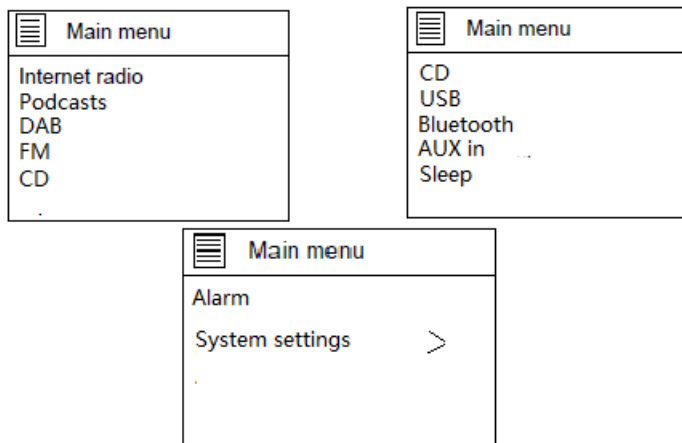 Main menu
Internet radio
Podcasts
DAB
FM
CD
Main menu
CD
USB
Bluetooth
AUX in
Sleep
Main menu
Alarm
System settings >